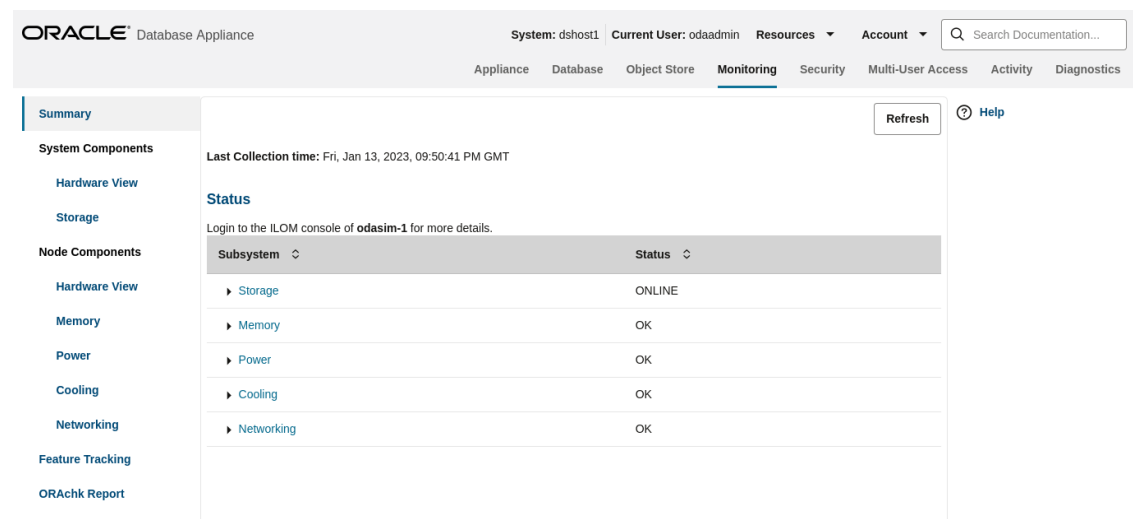 ORACLE® Database Appliance
System: dshost1 Current User: odaadmin Resources Account Search Documentation...
Appliance Database Object Store Monitoring Security Multi-User Access Activity Diagnostics
Summary
System Components
Hardware View
Storage
Node Components
Hardware View
Memory
Power
Cooling
Networking
Feature Tracking
ORAchk Report
Refresh
Last Collection time: Fri, Jan 13, 2023, 09:50:41 PM GMT
Status
Login to the ILOM console of odasim-1 for more details.
Subsystem Status
Storage ONLINE
Memory OK
Power OK
Cooling OK
Networking OK
Help